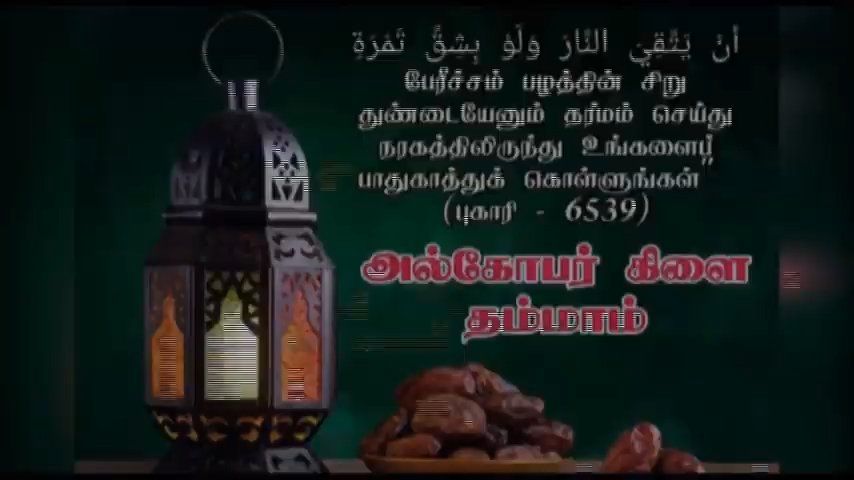 أَنْ يَتَّقِيَ النَّارَ وَلَوْ بِشِقِّ تَمْرَةٍ
பேரீச்சம் பழத்தின் சிறு
துண்டையேனும் தர்மம் செய்து
நரகத்திலிருந்து உங்களைப்
பாதுகாத்துக் கொள்ளுங்கள்"
(புகாரி - 6539)
அல்கோபர் கிளை
தம்மாம்